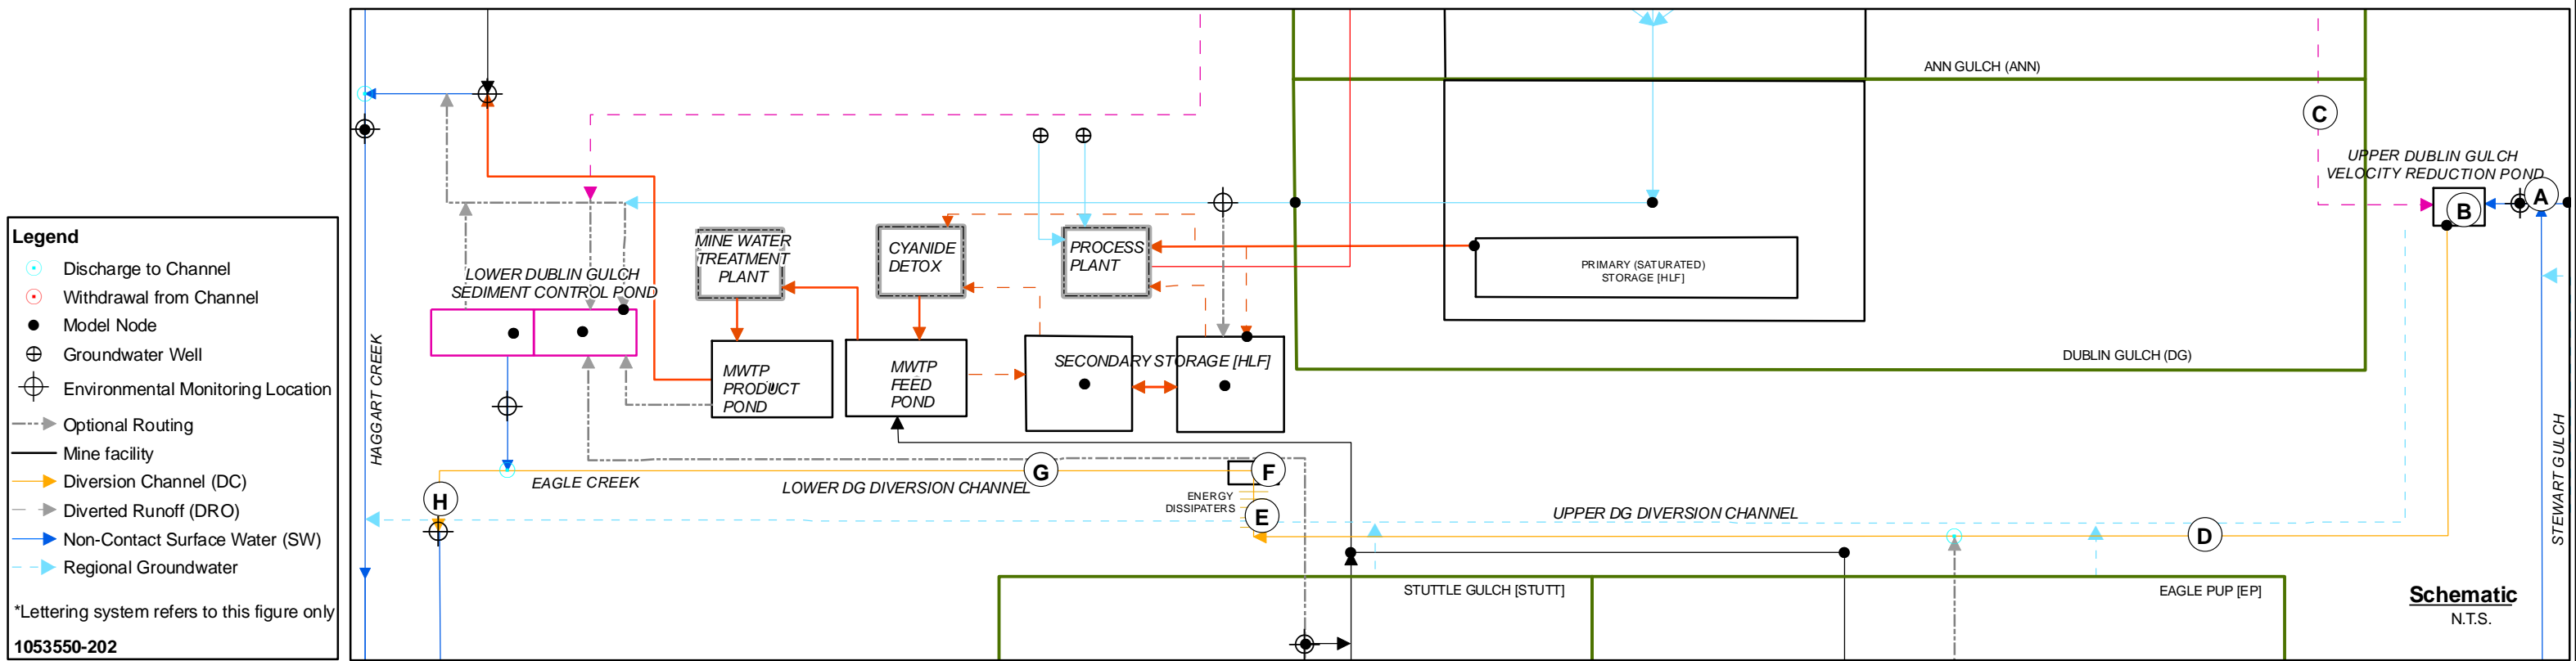 Legend
Discharge to Channel
Withdrawal from Channel
Model Node
Groundwater Well
Environmental Monitoring Location
Optional Routing
Mine facility
Diversion Channel (DC)
Diverted Runoff (DRO)
Non-Contact Surface Water (SW)
Regional Groundwater
*Lettering system refers to this figure only
1053550-202
HAGGART CREEK
LOWER DUBLIN GULCH
SEDIMENT CONTROL POND
MINE WATER
TREATMENT
PLANT
CYANIDE
DETOX
PROCESS
PLANT
MWTP
PRODUCT
POND
MWTP
FEED
POND
SECONDARY STORAGE [HLF]
PRIMARY (SATURATED)
STORAGE [HLF]
ANN GULCH (ANN)
DUBLIN GULCH (DG)
C
UPPER DUBLIN GULCH
VELOCITY REDUCTION POND
A
B
STEWART GULCH
H
EAGLE CREEK
LOWER DG DIVERSION CHANNEL
G
F
ENERGY
DISSIPATERS
E
UPPER DG DIVERSION CHANNEL
D
STUTTLE GULCH [STUTT]
EAGLE PUP [EP]
Schematic
N.T.S.